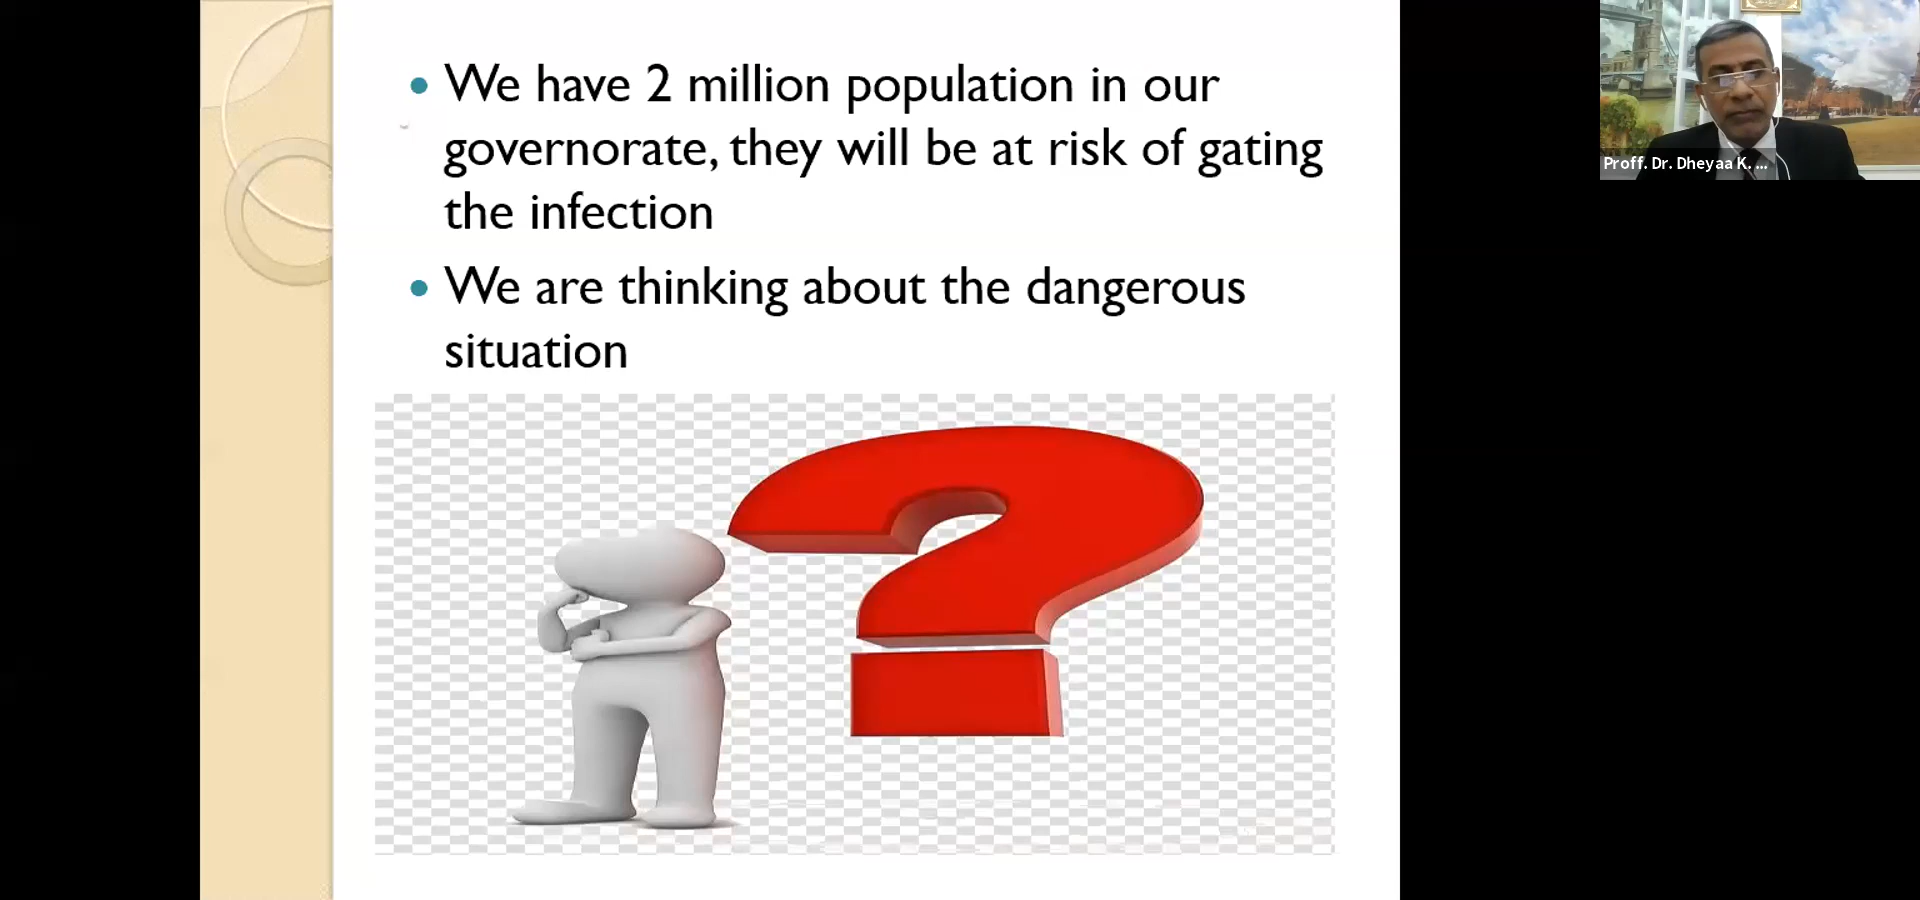 We have 2 million population in our
governorate, they will be at risk of gating
the infection
We are thinking about the dangerous
situation
Proff. Dr. Dheyaa K. ...